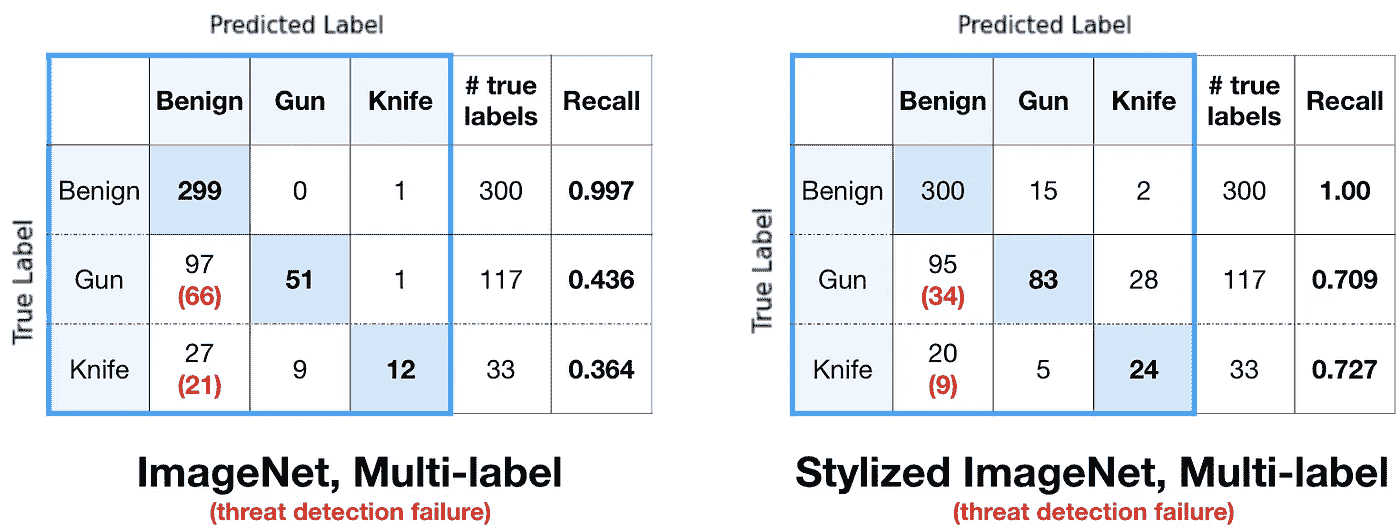 Predicted Label
Benign Gun Knife # true labels Recall
True Label
Benign 299 0 1 300 0.997
Gun 97 (66) 51 1 117 0.436
Knife 27 (21) 9 12 33 0.364
ImageNet, Multi-label
(threat detection failure)
Predicted Label
Benign Gun Knife # true labels Recall
True Label
Benign 300 15 2 300 1.00
Gun 95 (34) 83 28 117 0.709
Knife 20 (9) 5 24 33 0.727
Stylized ImageNet, Multi-label
(threat detection failure)